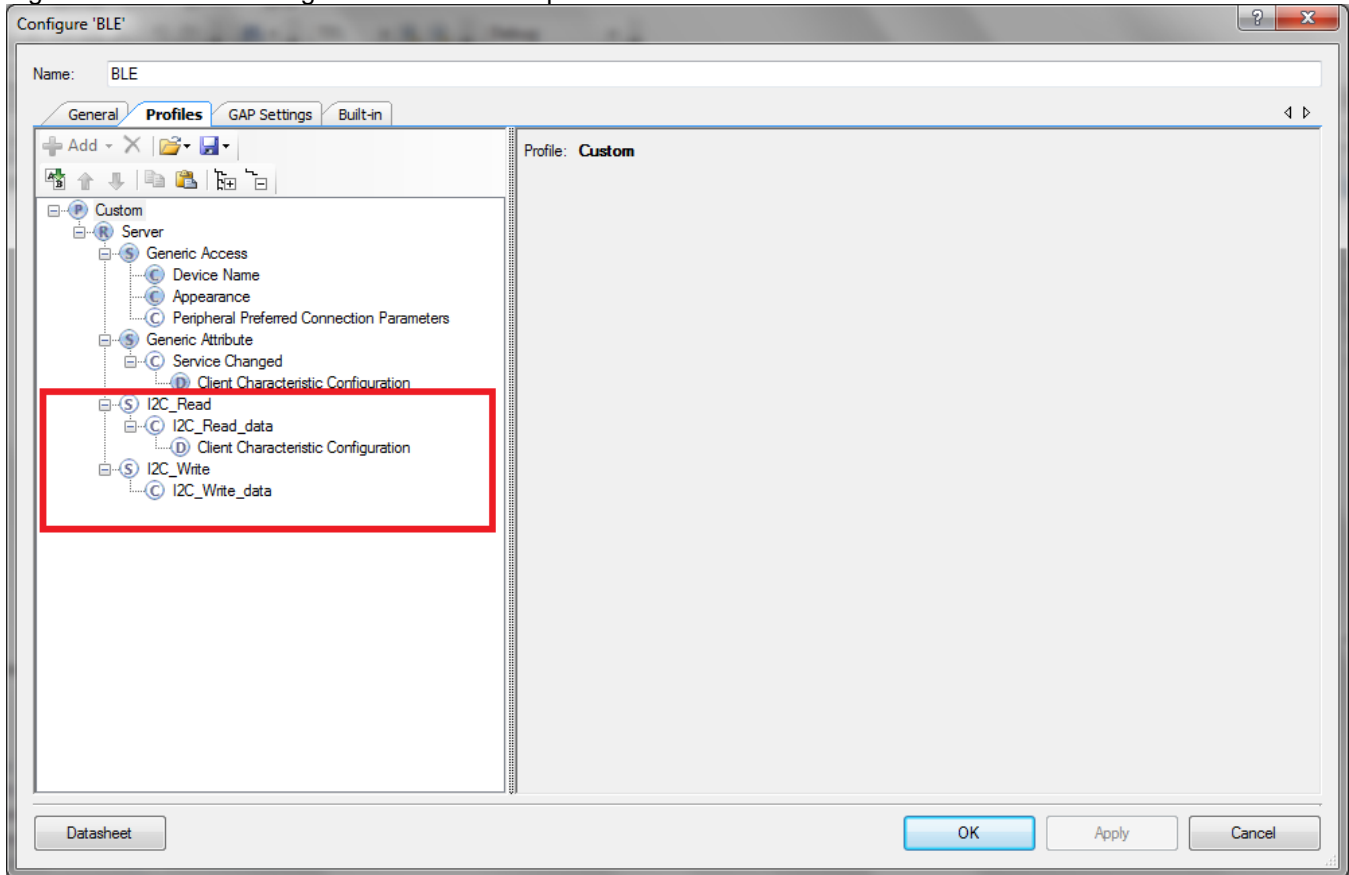 Configure 'BLE'
Name: BLE
General Profiles GAP Settings Built-in
Add
Profile: Custom
P Custom
R Server
S Generic Access
C Device Name
C Appearance
C Peripheral Preferred Connection Parameters
S Generic Attribute
C Service Changed
D Client Characteristic Configuration
S I2C_Read
C I2C_Read_data
D Client Characteristic Configuration
S I2C_Write
C I2C_Write_data
Datasheet OK Apply Cancel